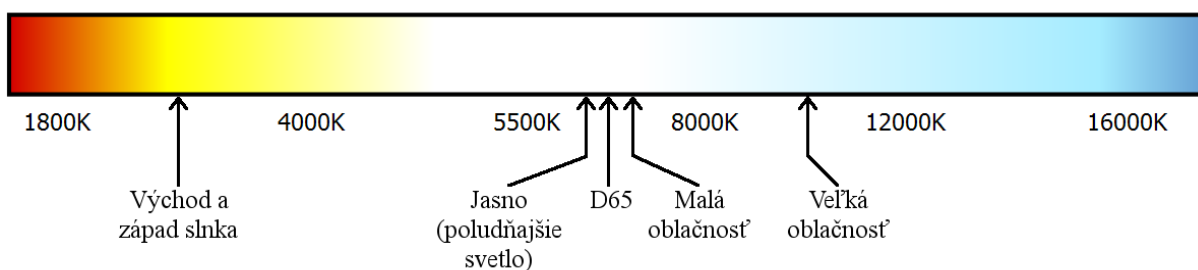 1800K 4000K 5500K 8000K 12000K 16000K
Východ a
západ slnka
Jasno
(poludňajšie
svetlo)
D65
Malá
oblačnosť
Veľká
oblačnosť